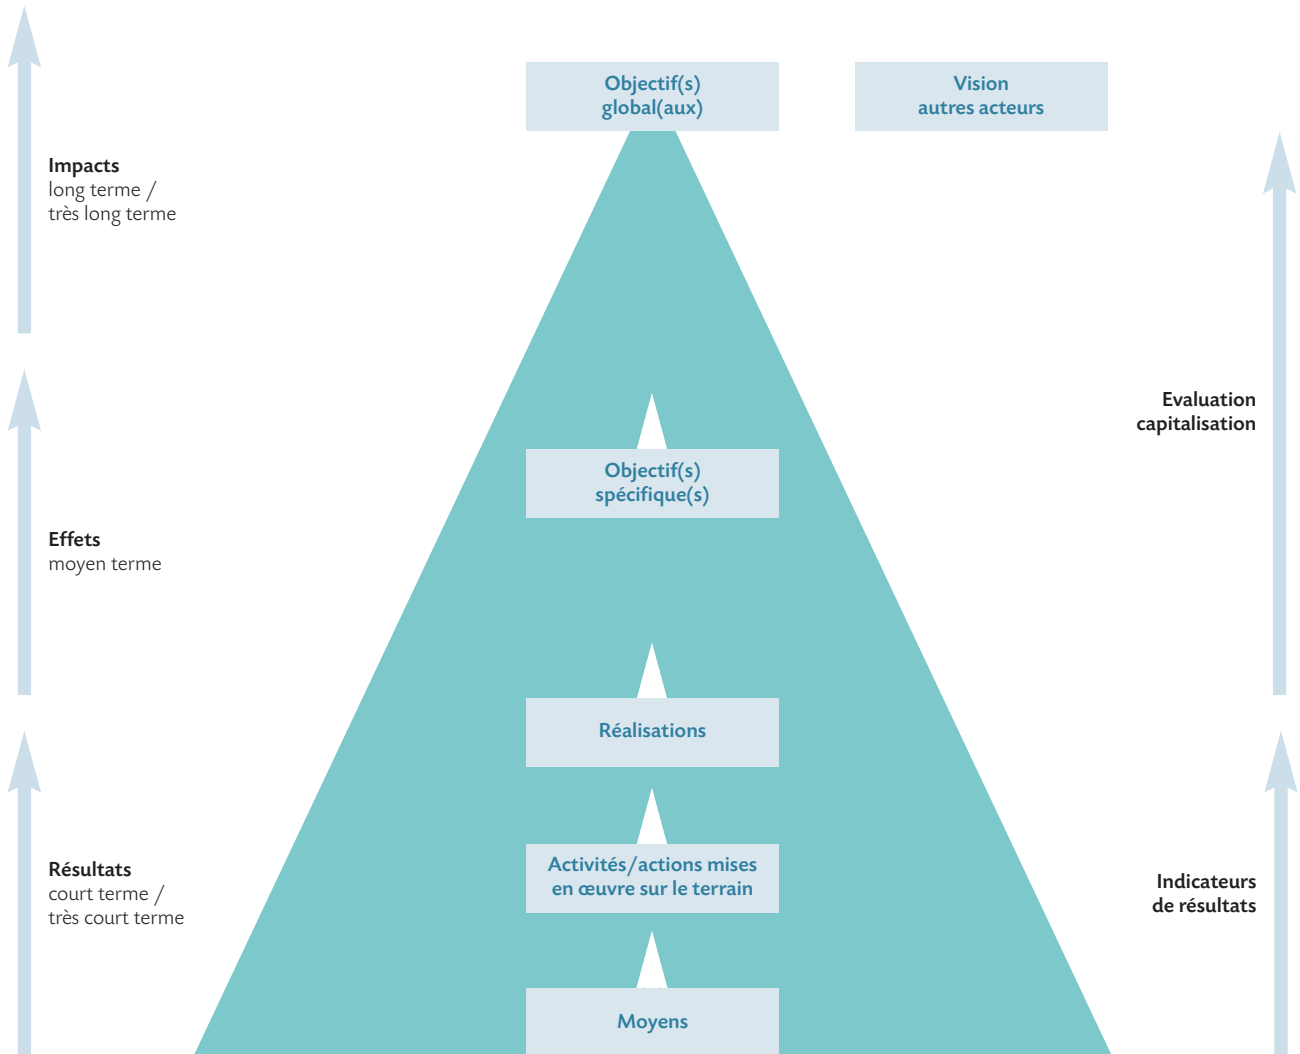 Objectif(s)
global(aux)
Vision
autres acteurs
Impacts
long terme /
très long terme
Evaluation
capitalisation
Objectif(s)
spécifique(s)
Effets
moyen terme
Réalisations
Activités/actions mises
en œuvre sur le terrain
Résultats
court terme /
très court terme
Indicateurs
de résultats
Moyens